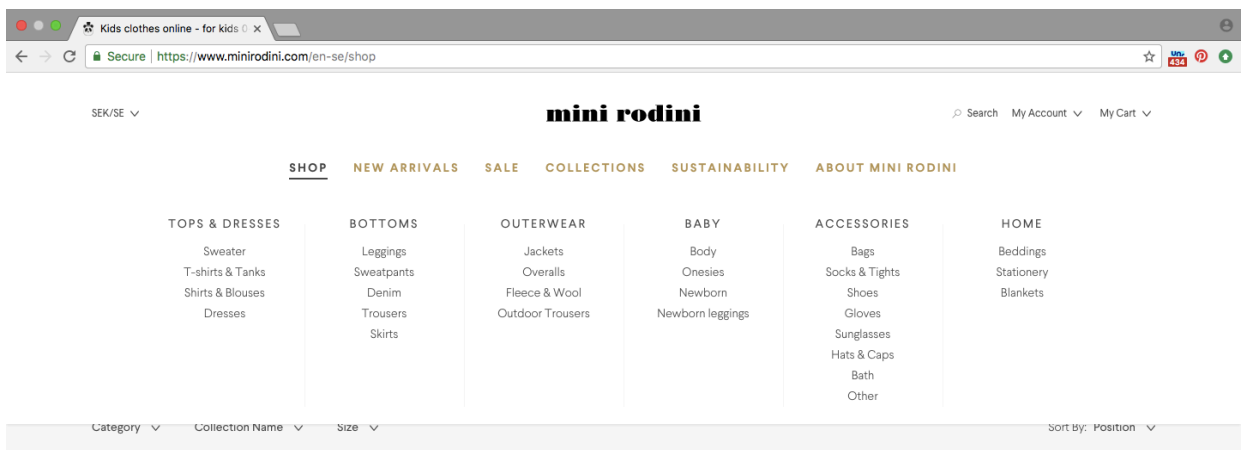 Kids clothes online - for kids 0
Secure | https://www.minirodini.com/en-se/shop
434
SEK/SE
mini rodini
Search My Account My Cart
SHOP NEW ARRIVALS SALE COLLECTIONS SUSTAINABILITY ABOUT MINI RODINI
TOPS & DRESSES
Sweater
T-shirts & Tanks
Shirts & Blouses
Dresses
BOTTOMS
Leggings
Sweatpants
Denim
Trousers
Skirts
OUTERWEAR
Jackets
Overalls
Fleece & Wool
Outdoor Trousers
BABY
Body
Onesies
Newborn
Newborn leggings
ACCESSORIES
Bags
Socks & Tights
Shoes
Gloves
Sunglasses
Hats & Caps
Bath
Other
HOME
Beddings
Stationery
Blankets
Category Collection Name Size Sort By: Position